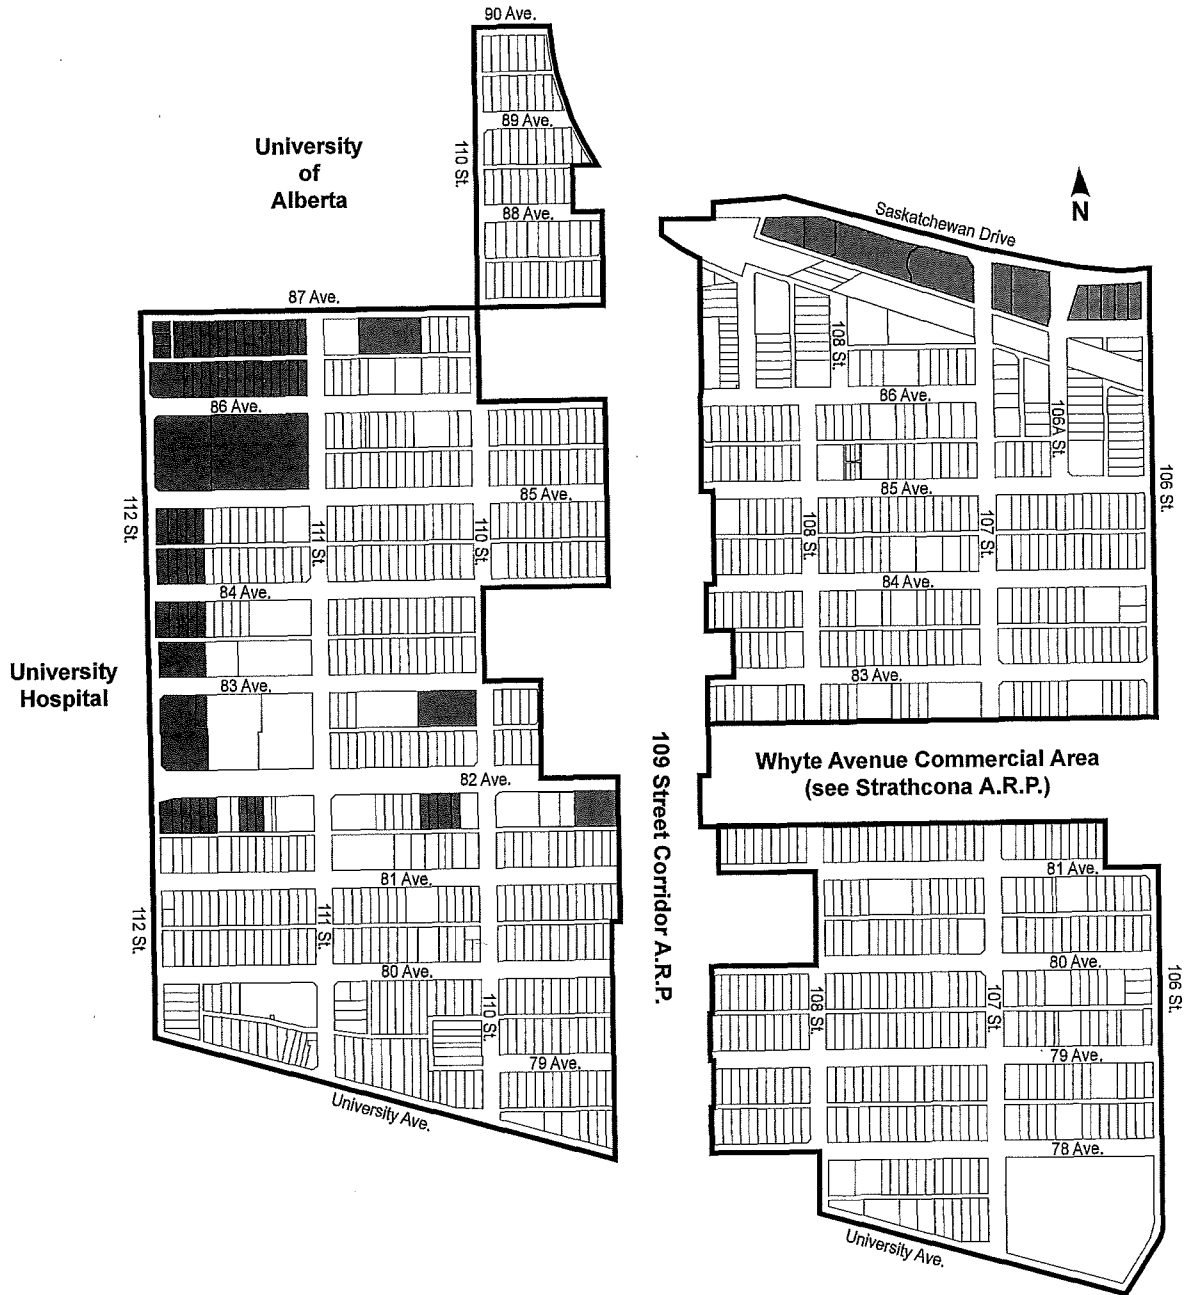 90 Ave.
89 Ave.
110 St.
University
of
Alberta
88 Ave.
N
Saskatchewan Drive
87 Ave.
108 St.
86 Ave.
86 Ave.
106A St.
106 St.
85 Ave.
85 Ave.
112 St.
111 St.
110 St.
108 St.
107 St.
84 Ave.
84 Ave.
University
Hospital
83 Ave.
83 Ave.
109 Street Corridor A.R.P.
Whyte Avenue Commercial Area
(see Strathcona A.R.P.)
82 Ave.
81 Ave.
81 Ave.
112 St.
111 St.
80 Ave.
80 Ave.
110 St.
108 St.
107 St.
106 St.
79 Ave.
79 Ave.
University Ave.
78 Ave.
University Ave.